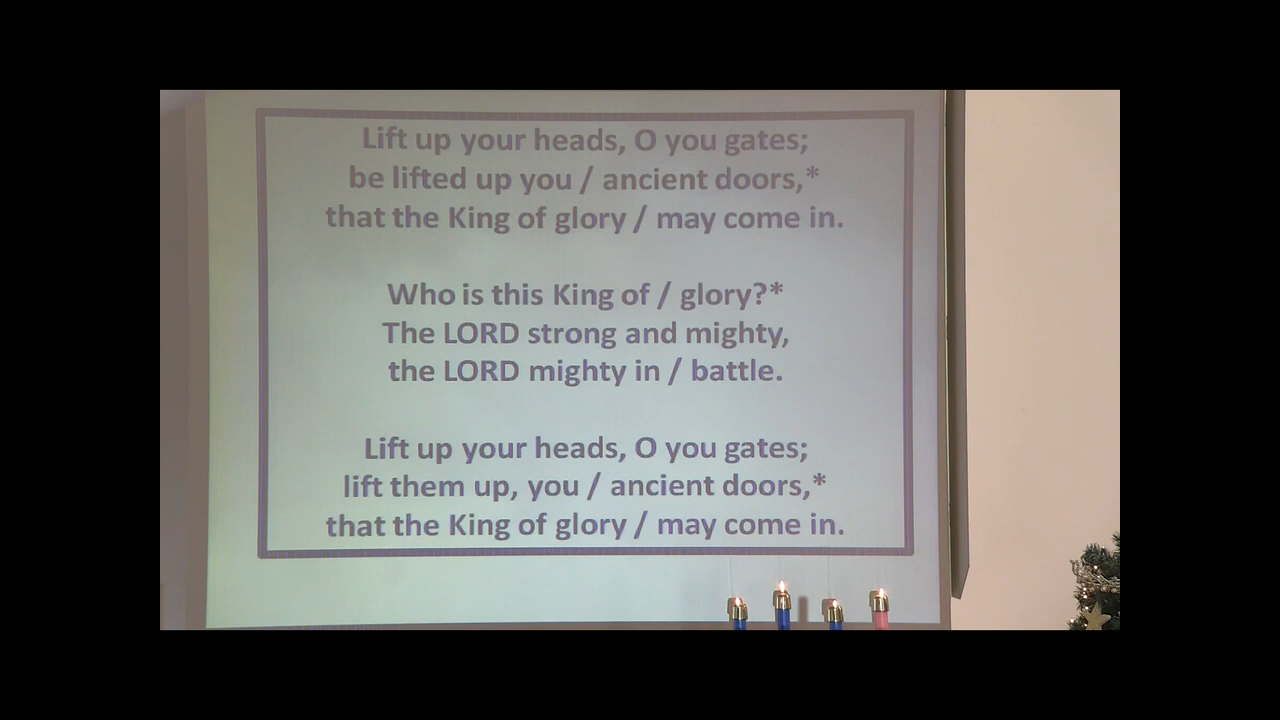 Lift up your heads, O you gates;
be lifted up you / ancient doors,*
that the King of glory / may come in.
Who is this King of / glory?*
The LORD strong and mighty,
the LORD mighty in / battle.
Lift up your heads, O you gates;
lift them up, you / ancient doors,*
that the King of glory / may come in.